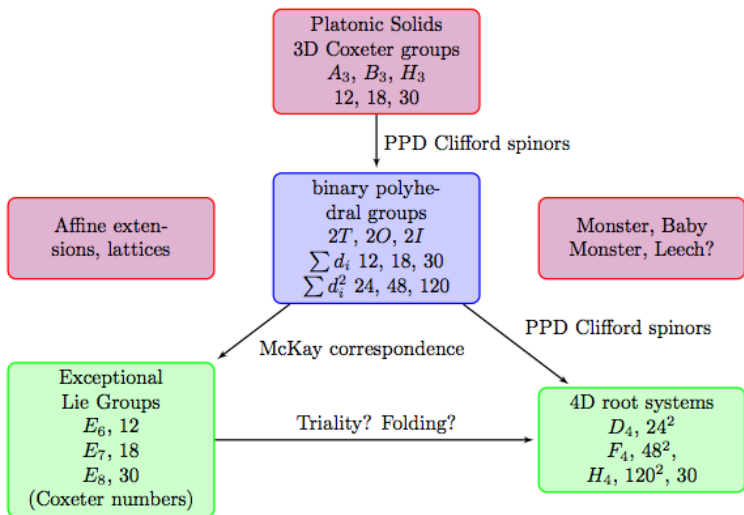 Platonic Solids
3D Coxeter groups
A₃, B₃, H₃
12, 18, 30
PPD Clifford spinors
binary polyhe-
dral groups
2T, 2O, 2I
∑ dᵢ 12, 18, 30
∑ dᵢ² 24, 48, 120
Affine exten-
sions, lattices
Monster, Baby
Monster, Leech?
McKay correspondence
PPD Clifford spinors
Exceptional
Lie Groups
E₆, 12
E₇, 18
E₈, 30
(Coxeter numbers)
Triality? Folding?
4D root systems
D₄, 24²
F₄, 48²,
H₄, 120², 30